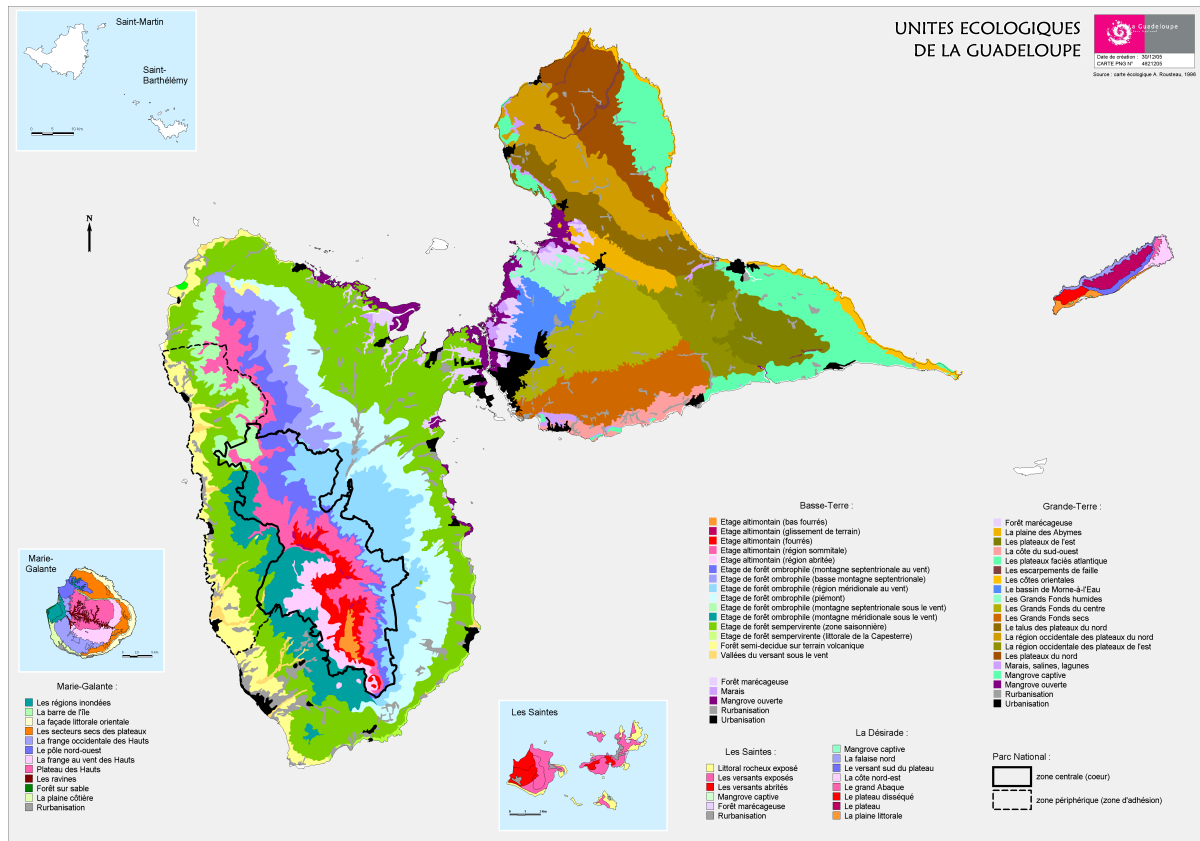 UNITES ECOLOGIQUES
DE LA GUADELOUPE
La Guadeloupe
Date de création : 30/12/05
CARTE PNG N° 4621205
Source : carte écologique A. Rousteau, 1996
Saint-Martin
Saint-
Barthélémy
0 5 10 km
N
Marie-
Galante
Marie-Galante :
Les régions inondées
La barre de l'île
La façade littorale orientale
Les secteurs secs des plateaux
La frange occidentale des Hauts
Le pôle nord-ouest
La frange au vent des Hauts
Plateau des Hauts
Les ravines
Forêt sur sable
La plaine côtière
Rurbanisation
Les Saintes
Basse-Terre :
Etage altimontain (bas fourrés)
Etage altimontain (glissement de terrain)
Etage altimontain (fourrés)
Etage altimontain (région sommitale)
Etage altimontain (région abritée)
Etage de forêt ombrophile (montagne septentrionale au vent)
Etage de forêt ombrophile (basse montagne septentrionale)
Etage de forêt ombrophile (région méridionale au vent)
Etage de forêt ombrophile (piémont)
Etage de forêt ombrophile (montagne septentrionale sous le vent)
Etage de forêt ombrophile (montagne méridionale sous le vent)
Etage de forêt sempervirente (zone saisonnière)
Etage de forêt sempervirente (littorale de la Capesterre)
Forêt semi-decidue sur terrain volcanique
Vallées du versant sous le vent
Forêt marécageuse
Marais
Mangrove ouverte
Rurbanisation
Urbanisation
Grande-Terre :
Forêt marécageuse
La plaine des Abymes
Les plateaux de l'est
La côte du sud-ouest
Les plateaux faciès atlantique
Les escarpements de faille
Les côtes orientales
Le bassin de Morne-à-l'Eau
Les Grands Fonds humides
Les Grands Fonds du centre
Les Grands Fonds secs
Le talus des plateaux du nord
La région occidentale des plateaux du nord
La région occidentale des plateaux de l'est
Les plateaux du nord
Marais, salines, lagunes
Mangrove captive
Mangrove ouverte
Rurbanisation
Urbanisation
Les Saintes :
Littoral rocheux exposé
Les versants exposés
Les versants abrités
Mangrove captive
Forêt marécageuse
Rurbanisation
La Désirade :
Mangrove captive
La falaise nord
Le versant sud du plateau
La côte nord-est
Le grand Abaque
Le plateau disséqué
Le plateau
La plaine littorale
Parc National :
zone centrale (coeur)
zone périphérique (zone d'adhésion)